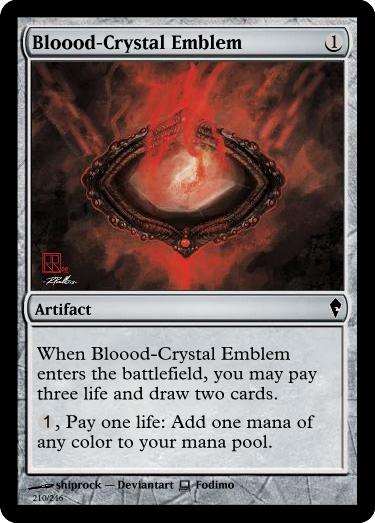 Bloood-Crystal Emblem 1
Artifact
When Bloood-Crystal Emblem
enters the battlefield, you may pay
three life and draw two cards.
1, Pay one life: Add one mana of
any color to your mana pool.
shiprock — Deviantart Fodimo
210/246